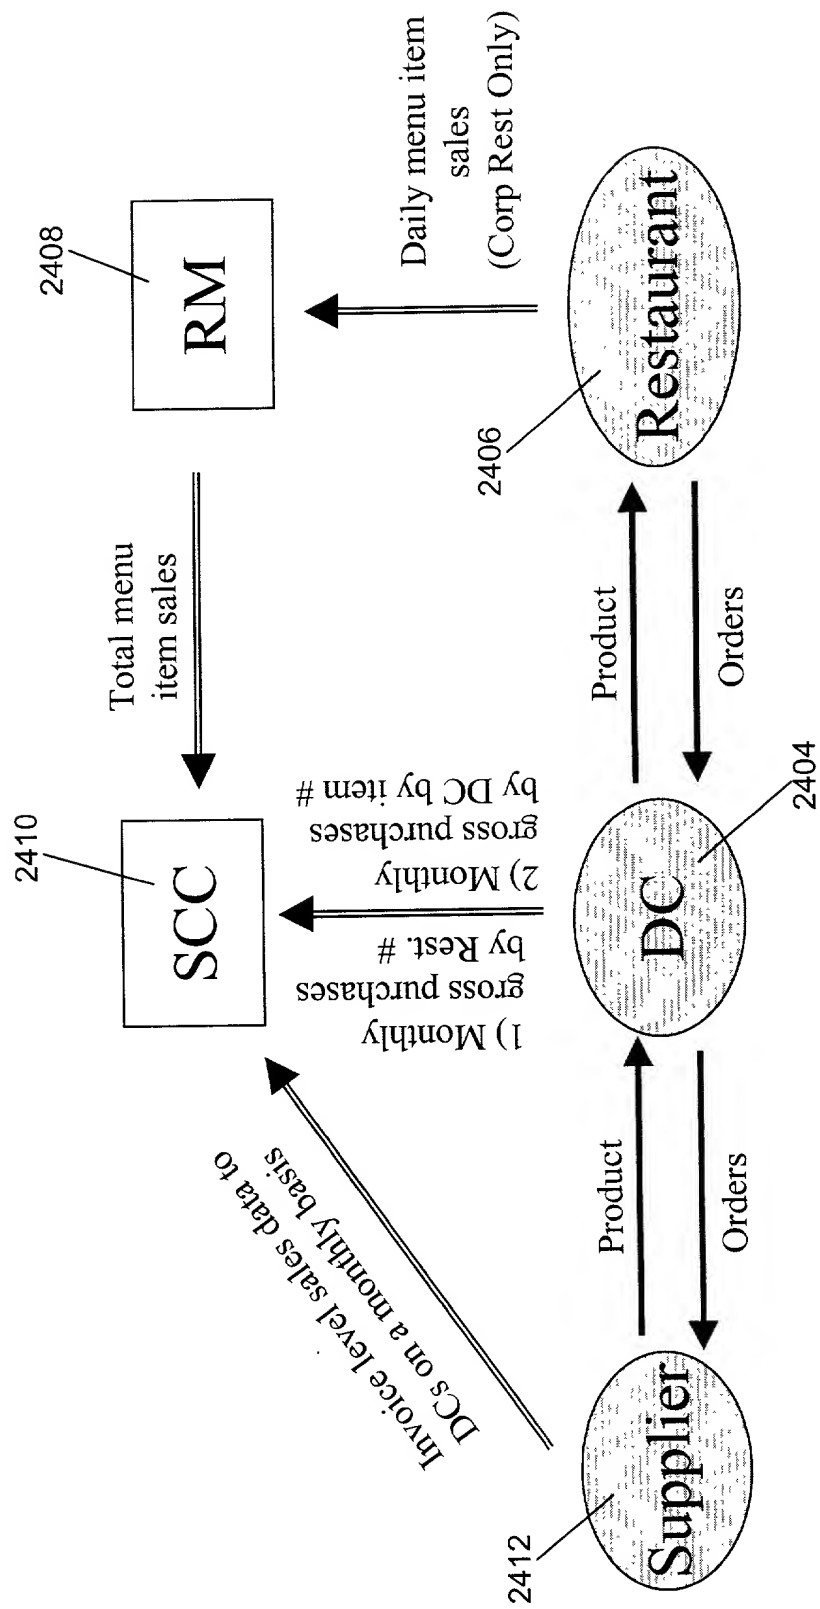 2410
SCC
2408
RM
Total menu
item sales
Invoice level sales data to
DCs on a monthly basis
1) Monthly
gross purchases
by Rest. #
2) Monthly
gross purchases
by DC by item #
Daily menu item
sales
(Corp Rest Only)
2412
Supplier
Product
Orders
DC
2404
Product
Orders
2406
Restaurant